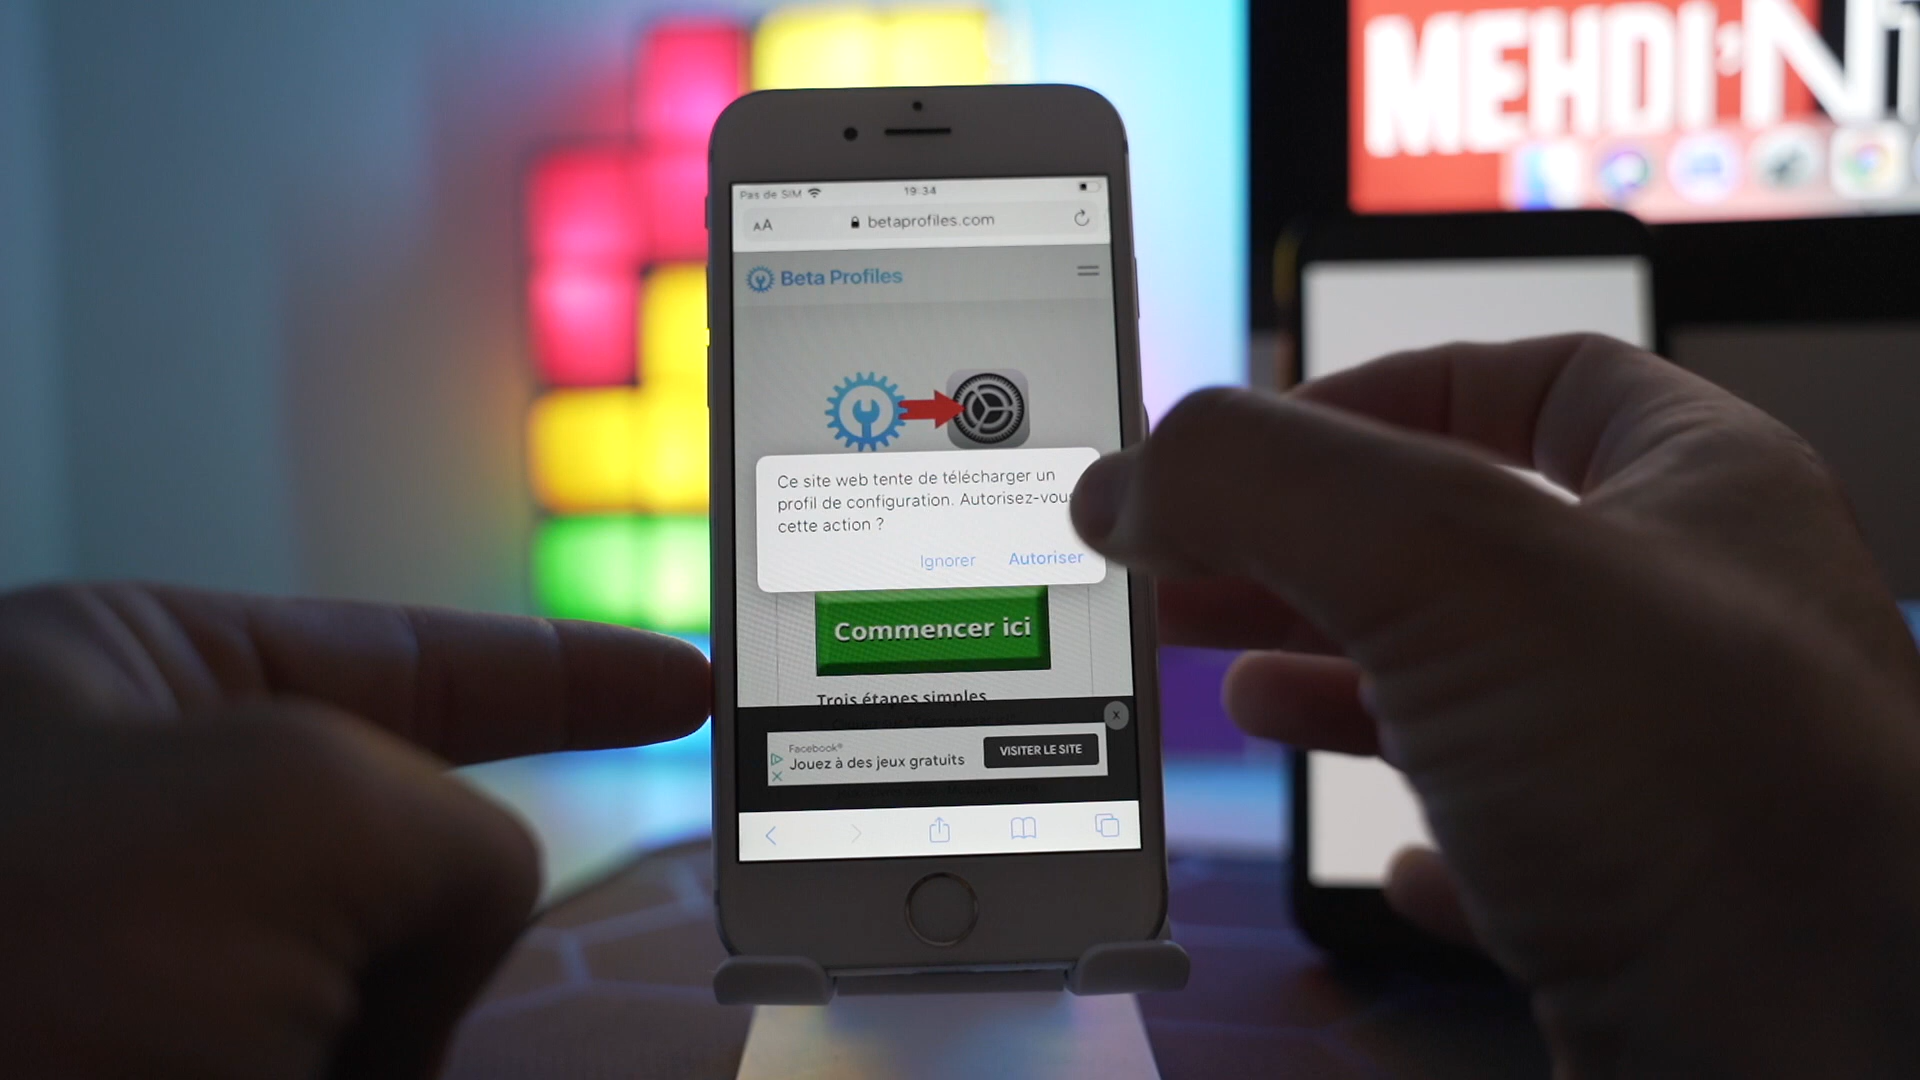 MEHDI'N
Pas de SIM
19:34
AA
betaprofiles.com
Beta Profiles
Ce site web tente de télécharger un
profil de configuration. Autorisez-vous
cette action ?
Ignorer
Autoriser
Commencer ici
Trois étapes simples
X
Facebook®
Jouez à des jeux gratuits
VISITER LE SITE